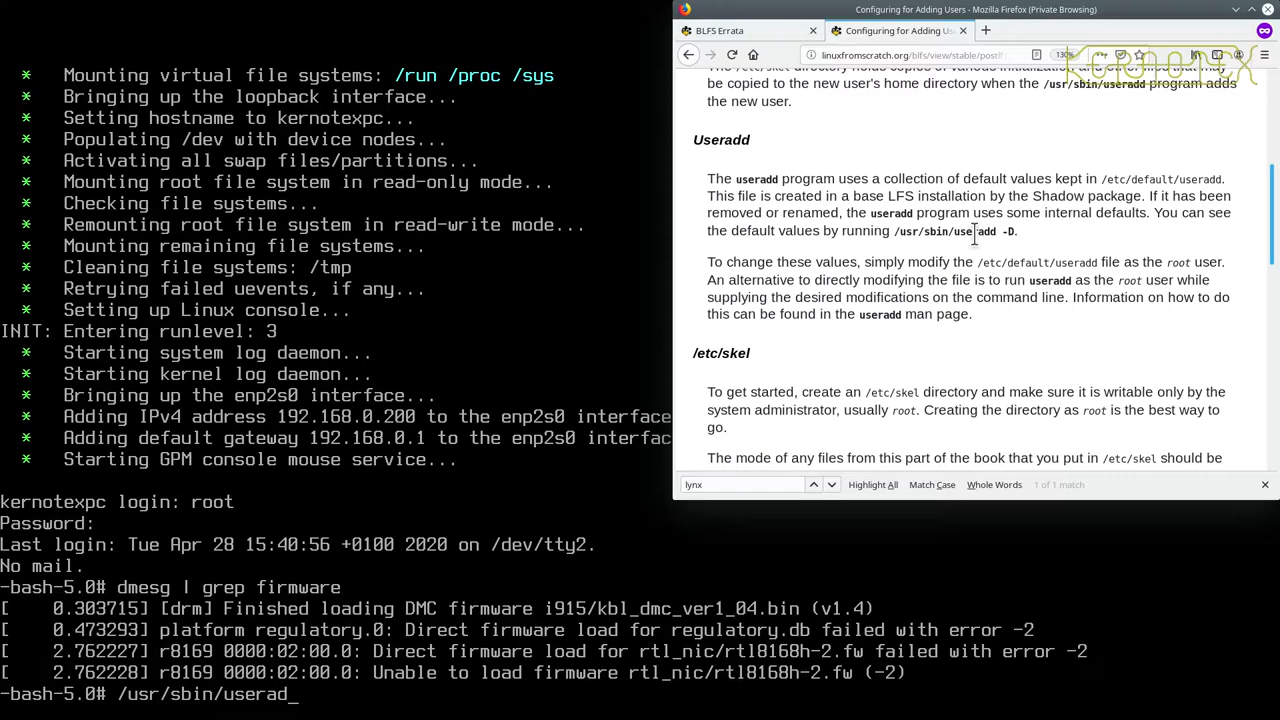 * Mounting virtual file systems: /run /proc /sys
* Bringing up the loopback interface...
* Setting hostname to kernotexpc...
* Populating /dev with device nodes...
* Activating all swap files/partitions...
* Mounting root file system in read-only mode...
* Checking file systems...
* Remounting root file system in read-write mode...
* Mounting remaining file systems...
* Cleaning file systems: /tmp
* Retrying failed uevents, if any...
* Setting up Linux console...
INIT: Entering runlevel: 3
* Starting system log daemon...
* Starting kernel log daemon...
* Bringing up the enp2s0 interface...
* Adding IPv4 address 192.168.0.200 to the enp2s0 interface
* Adding default gateway 192.168.0.1 to the enp2s0 interfac
* Starting GPM console mouse service...
kernotexpc login: root
Password:
Last login: Tue Apr 28 15:40:56 +0100 2020 on /dev/tty2.
No mail.
-bash-5.0# dmesg | grep firmware
[    0.303715] [drm] Finished loading DMC firmware i915/kbl_dmc_ver1_04.bin (v1.4)
[    0.473293] platform regulatory.0: Direct firmware load for regulatory.db failed with error -2
[    2.762227] r8169 0000:02:00.0: Direct firmware load for rtl_nic/rtl8168h-2.fw failed with error -2
[    2.762228] r8169 0000:02:00.0: Unable to load firmware rtl_nic/rtl8168h-2.fw (-2)
-bash-5.0# /usr/sbin/userad_
Configuring for Adding Users - Mozilla Firefox (Private Browsing)
BLFS Errata
Configuring for Adding Us
linuxfromscratch.org/blfs/view/stable/postlf
130%
KERNOTEX
be copied to the new user's home directory when the /usr/sbin/useradd program adds
the new user.
Useradd
The useradd program uses a collection of default values kept in /etc/default/useradd.
This file is created in a base LFS installation by the Shadow package. If it has been
removed or renamed, the useradd program uses some internal defaults. You can see
the default values by running /usr/sbin/useradd -D.
To change these values, simply modify the /etc/default/useradd file as the root user.
An alternative to directly modifying the file is to run useradd as the root user while
supplying the desired modifications on the command line. Information on how to do
this can be found in the useradd man page.
/etc/skel
To get started, create an /etc/skel directory and make sure it is writable only by the
system administrator, usually root. Creating the directory as root is the best way to
go.
The mode of any files from this part of the book that you put in /etc/skel should be
lynx
Highlight All
Match Case
Whole Words
1 of 1 match